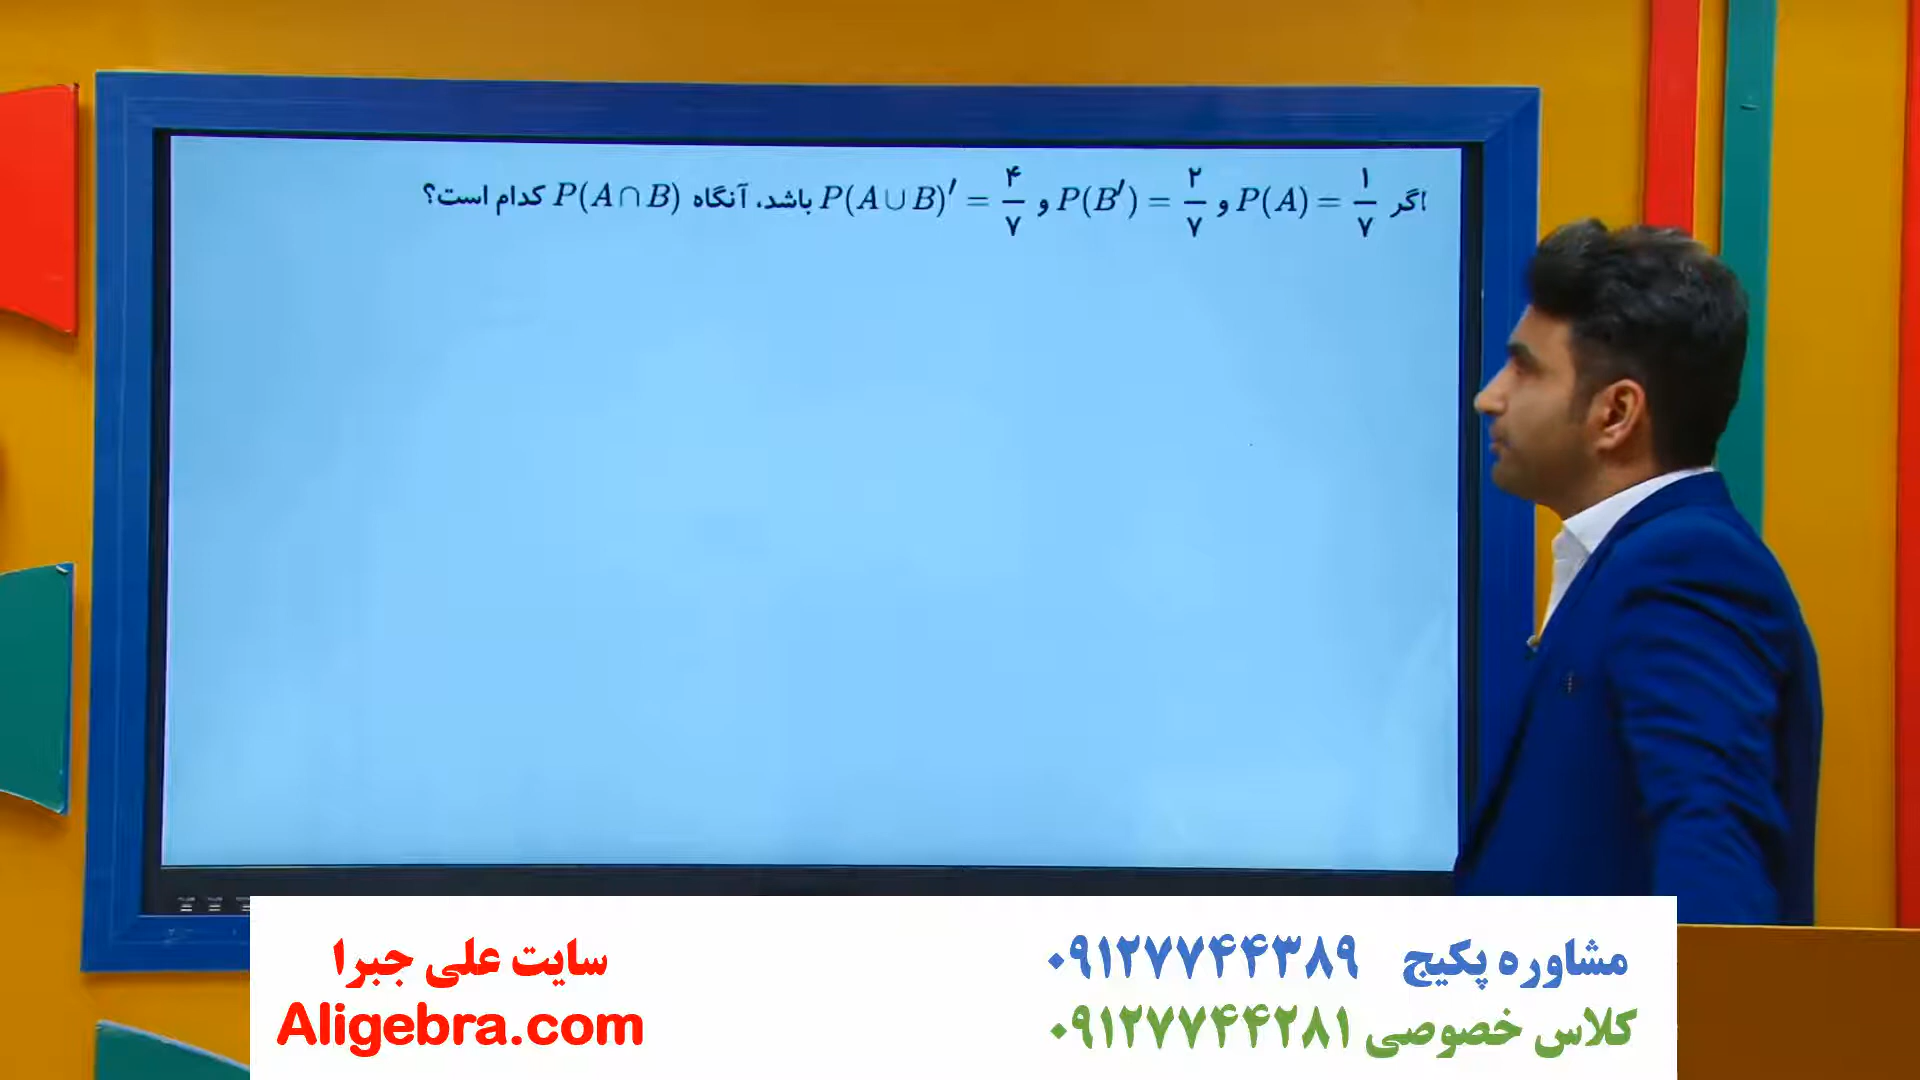 اگر P(A) = ۱/۷ و P(B′) = ۲/۷ و P(A∪B)′ = ۴/۷ باشد، آنگاه P(A∩B) کدام است؟
مشاوره پکیج ۰۹۱۲۷۷۴۴۳۸۹
کلاس خصوصی ۰۹۱۲۷۷۴۴۲۸۱
سایت علی جبرا
Aligebra.com